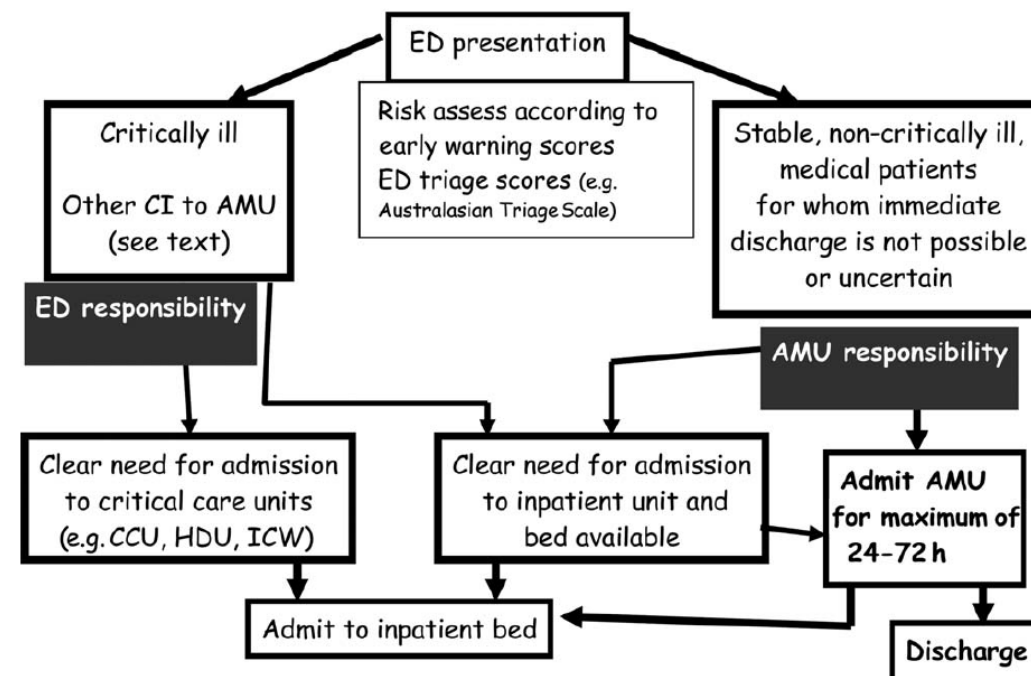 ED presentation
Risk assess according to
early warning scores
ED triage scores (e.g.
Australasian Triage Scale)
Critically ill
Other CI to AMU
(see text)
Stable, non-critically ill,
medical patients
for whom immediate
discharge is not possible
or uncertain
ED responsibility
AMU responsibility
Clear need for admission
to critical care units
(e.g. CCU, HDU, ICW)
Clear need for admission
to inpatient unit and
bed available
Admit AMU
for maximum of
24–72 h
Admit to inpatient bed
Discharge